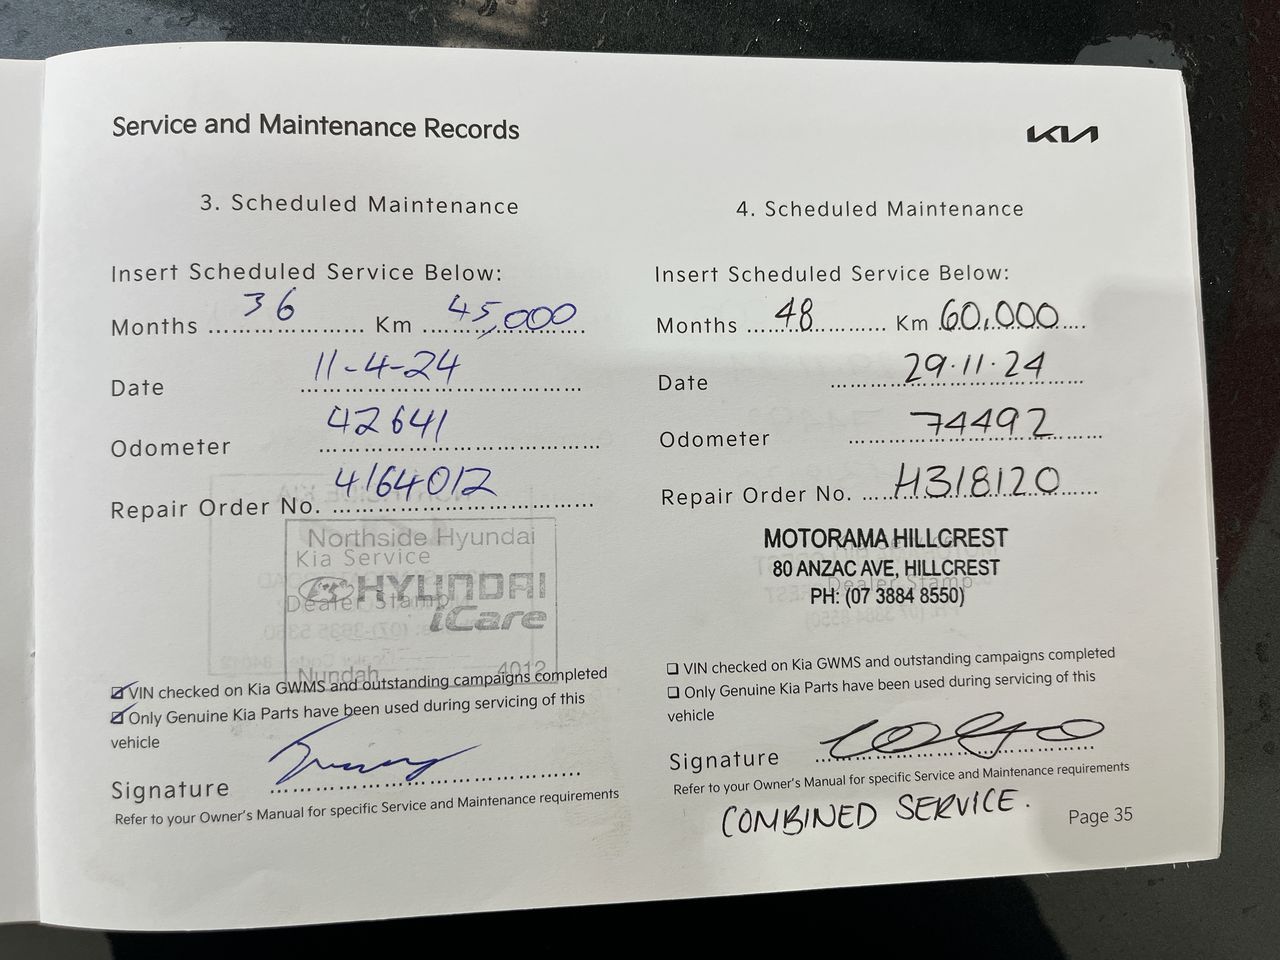 Service and Maintenance Records
KIA
3. Scheduled Maintenance
Insert Scheduled Service Below:
Months 36 Km 45,000
Date 11-4-24
Odometer 42641
Repair Order No. 4164012
Northside Hyundai
Kia Service
HYUNDAI
Dealer Stamp
iCare
Nundah 4012
VIN checked on Kia GWMS and outstanding campaigns completed
Only Genuine Kia Parts have been used during servicing of this
vehicle
Signature
Refer to your Owner's Manual for specific Service and Maintenance requirements
4. Scheduled Maintenance
Insert Scheduled Service Below:
Months 48 Km 60,000
Date 29.11.24
Odometer 74492
Repair Order No. H318120
MOTORAMA HILLCREST
80 ANZAC AVE, HILLCREST
Dealer Stamp
PH: (07 3884 8550)
VIN checked on Kia GWMS and outstanding campaigns completed
Only Genuine Kia Parts have been used during servicing of this
vehicle
Signature
Refer to your Owner's Manual for specific Service and Maintenance requirements
COMBINED SERVICE.
Page 35